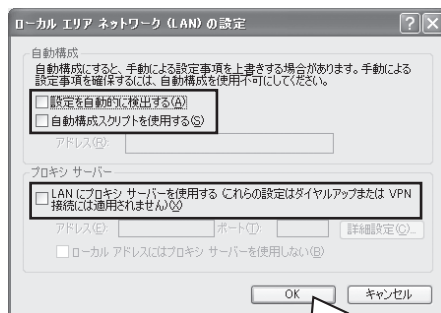 ローカル エリア ネットワーク (LAN) の設定
自動構成
自動構成にすると、手動による設定事項を上書きする場合があります。手動による
設定事項を確保するには、自動構成を使用不可にしてください。
設定を自動的に検出する(A)
自動構成スクリプトを使用する(S)
アドレス(R):
プロキシ サーバー
LAN にプロキシ サーバーを使用する (これらの設定はダイヤルアップまたは VPN
接続には適用されません)(X)
アドレス(E): ポート(T): 詳細設定(C)...
ローカル アドレスにはプロキシ サーバーを使用しない(B)
OK キャンセル